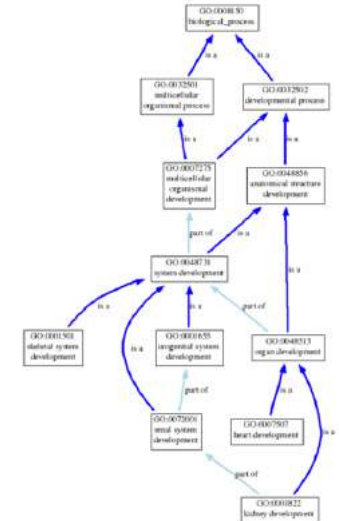 GO:0008150
biological_process
is a
is a
GO:0032501
multicellular
organismal process
GO:0032502
developmental process
is a
is a
is a
GO:0007275
multicellular
organismal
development
GO:0048856
anatomical structure
development
part of
is a
GO:0048731
system development
is a
part of
is a
is a
is a
GO:0001501
skeletal system
development
GO:0001655
urogenital system
development
GO:0048513
organ development
part of
is a
is a
GO:0072001
renal system
development
GO:0007507
heart development
part of
GO:0001822
kidney development